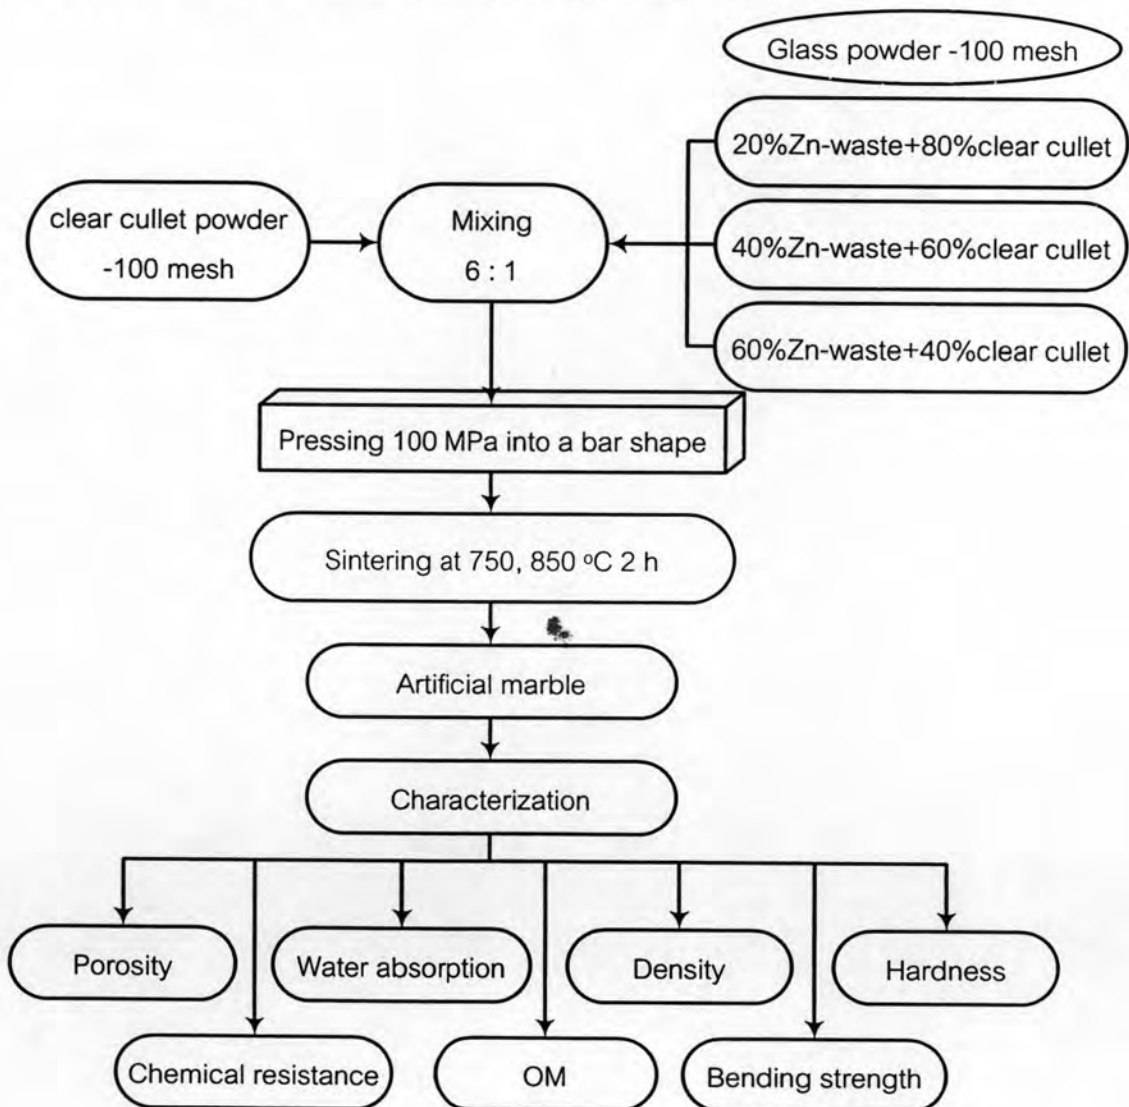 Glass powder -100 mesh
20%Zn-waste+80%clear cullet
clear cullet powder
-100 mesh
Mixing
6 : 1
40%Zn-waste+60%clear cullet
60%Zn-waste+40%clear cullet
Pressing 100 MPa into a bar shape
Sintering at 750, 850 ºC 2 h
Artificial marble
Characterization
Porosity
Water absorption
Density
Hardness
Chemical resistance
OM
Bending strength